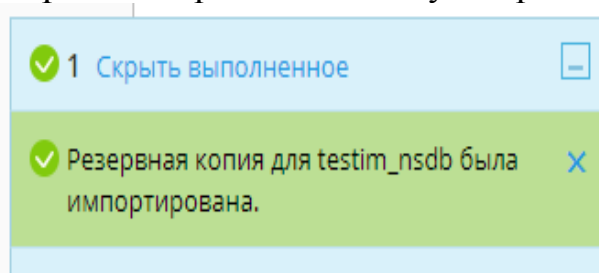 1 Скрыть выполненное
Резервная копия для testim_nsdb была
импортирована.